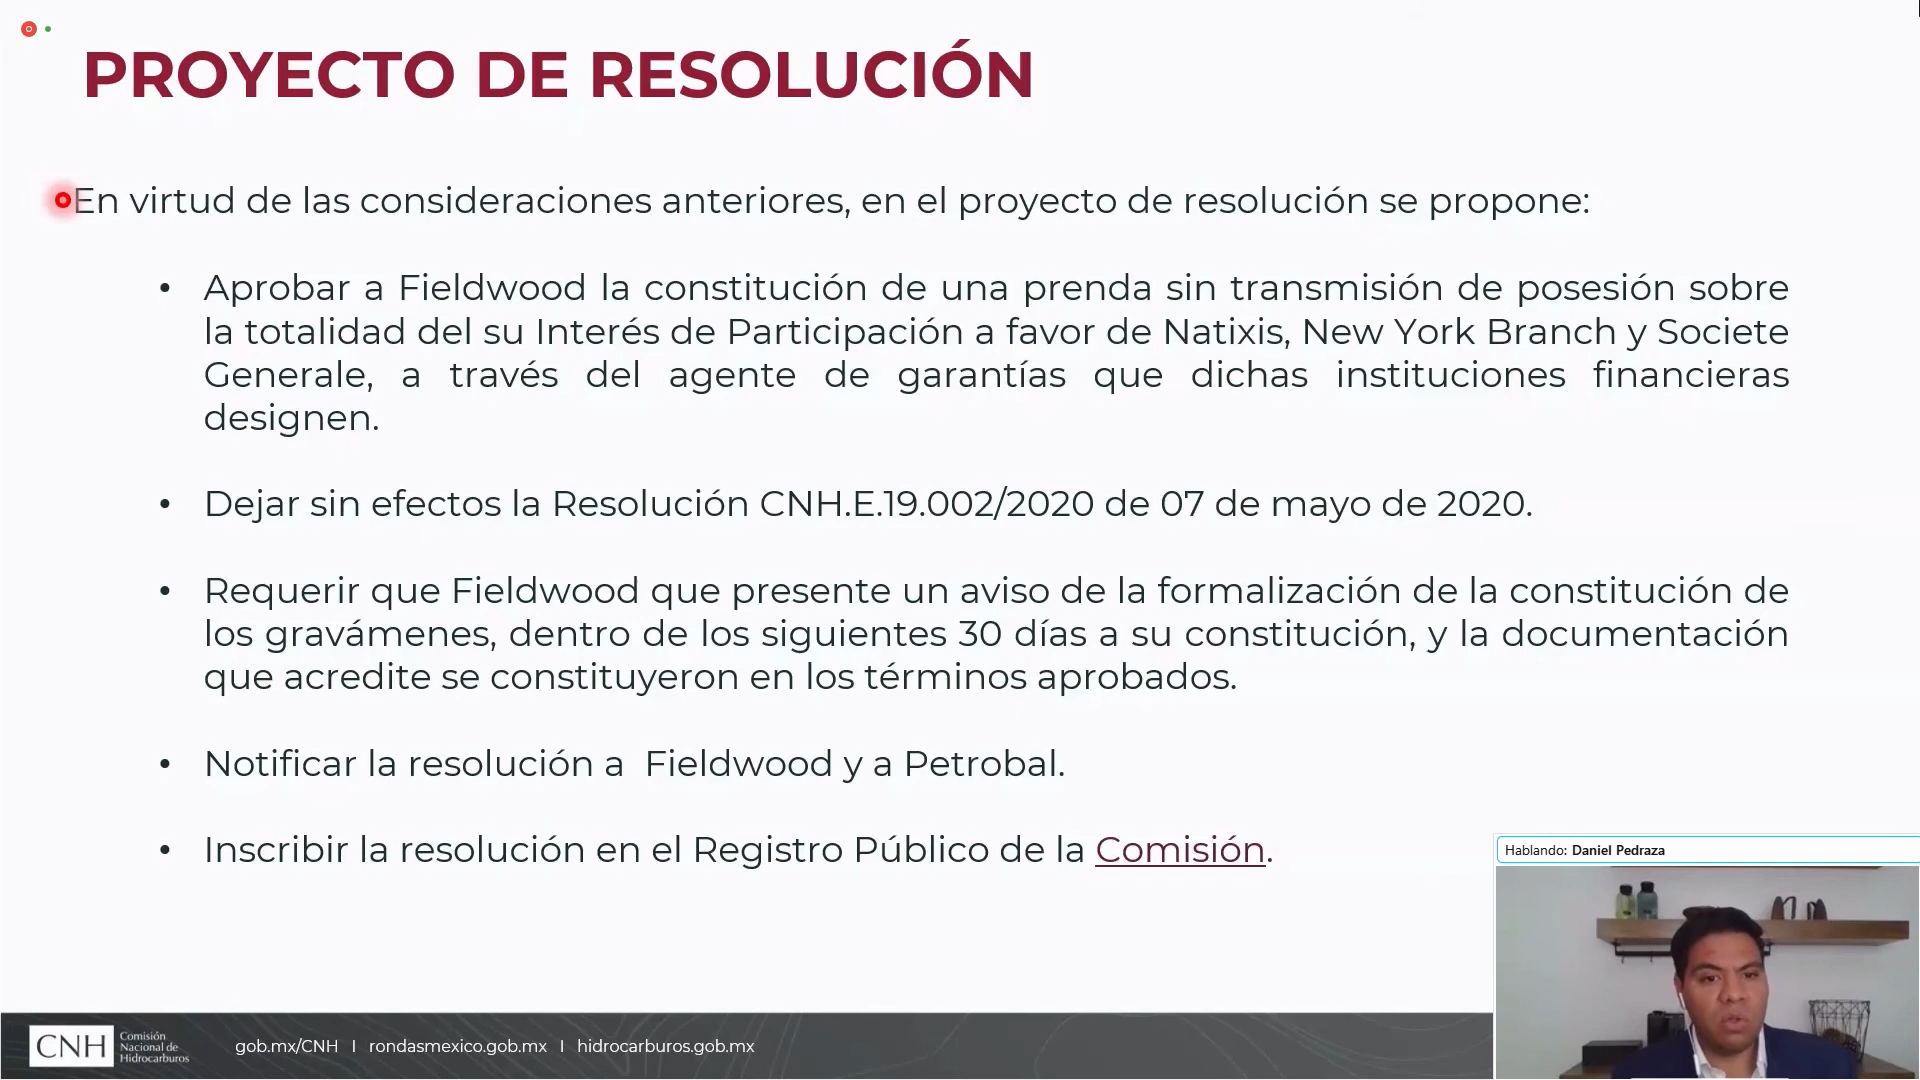 PROYECTO DE RESOLUCIÓN
En virtud de las consideraciones anteriores, en el proyecto de resolución se propone:
• Aprobar a Fieldwood la constitución de una prenda sin transmisión de posesión sobre
la totalidad del su Interés de Participación a favor de Natixis, New York Branch y Societe
Generale, a través del agente de garantías que dichas instituciones financieras
designen.
• Dejar sin efectos la Resolución CNH.E.19.002/2020 de 07 de mayo de 2020.
• Requerir que Fieldwood que presente un aviso de la formalización de la constitución de
los gravámenes, dentro de los siguientes 30 días a su constitución, y la documentación
que acredite se constituyeron en los términos aprobados.
• Notificar la resolución a  Fieldwood y a Petrobal.
• Inscribir la resolución en el Registro Público de la Comisión.
Hablando: Daniel Pedraza
CNH
Comisión
Nacional de
Hidrocarburos
gob.mx/CNH I rondasmexico.gob.mx I hidrocarburos.gob.mx